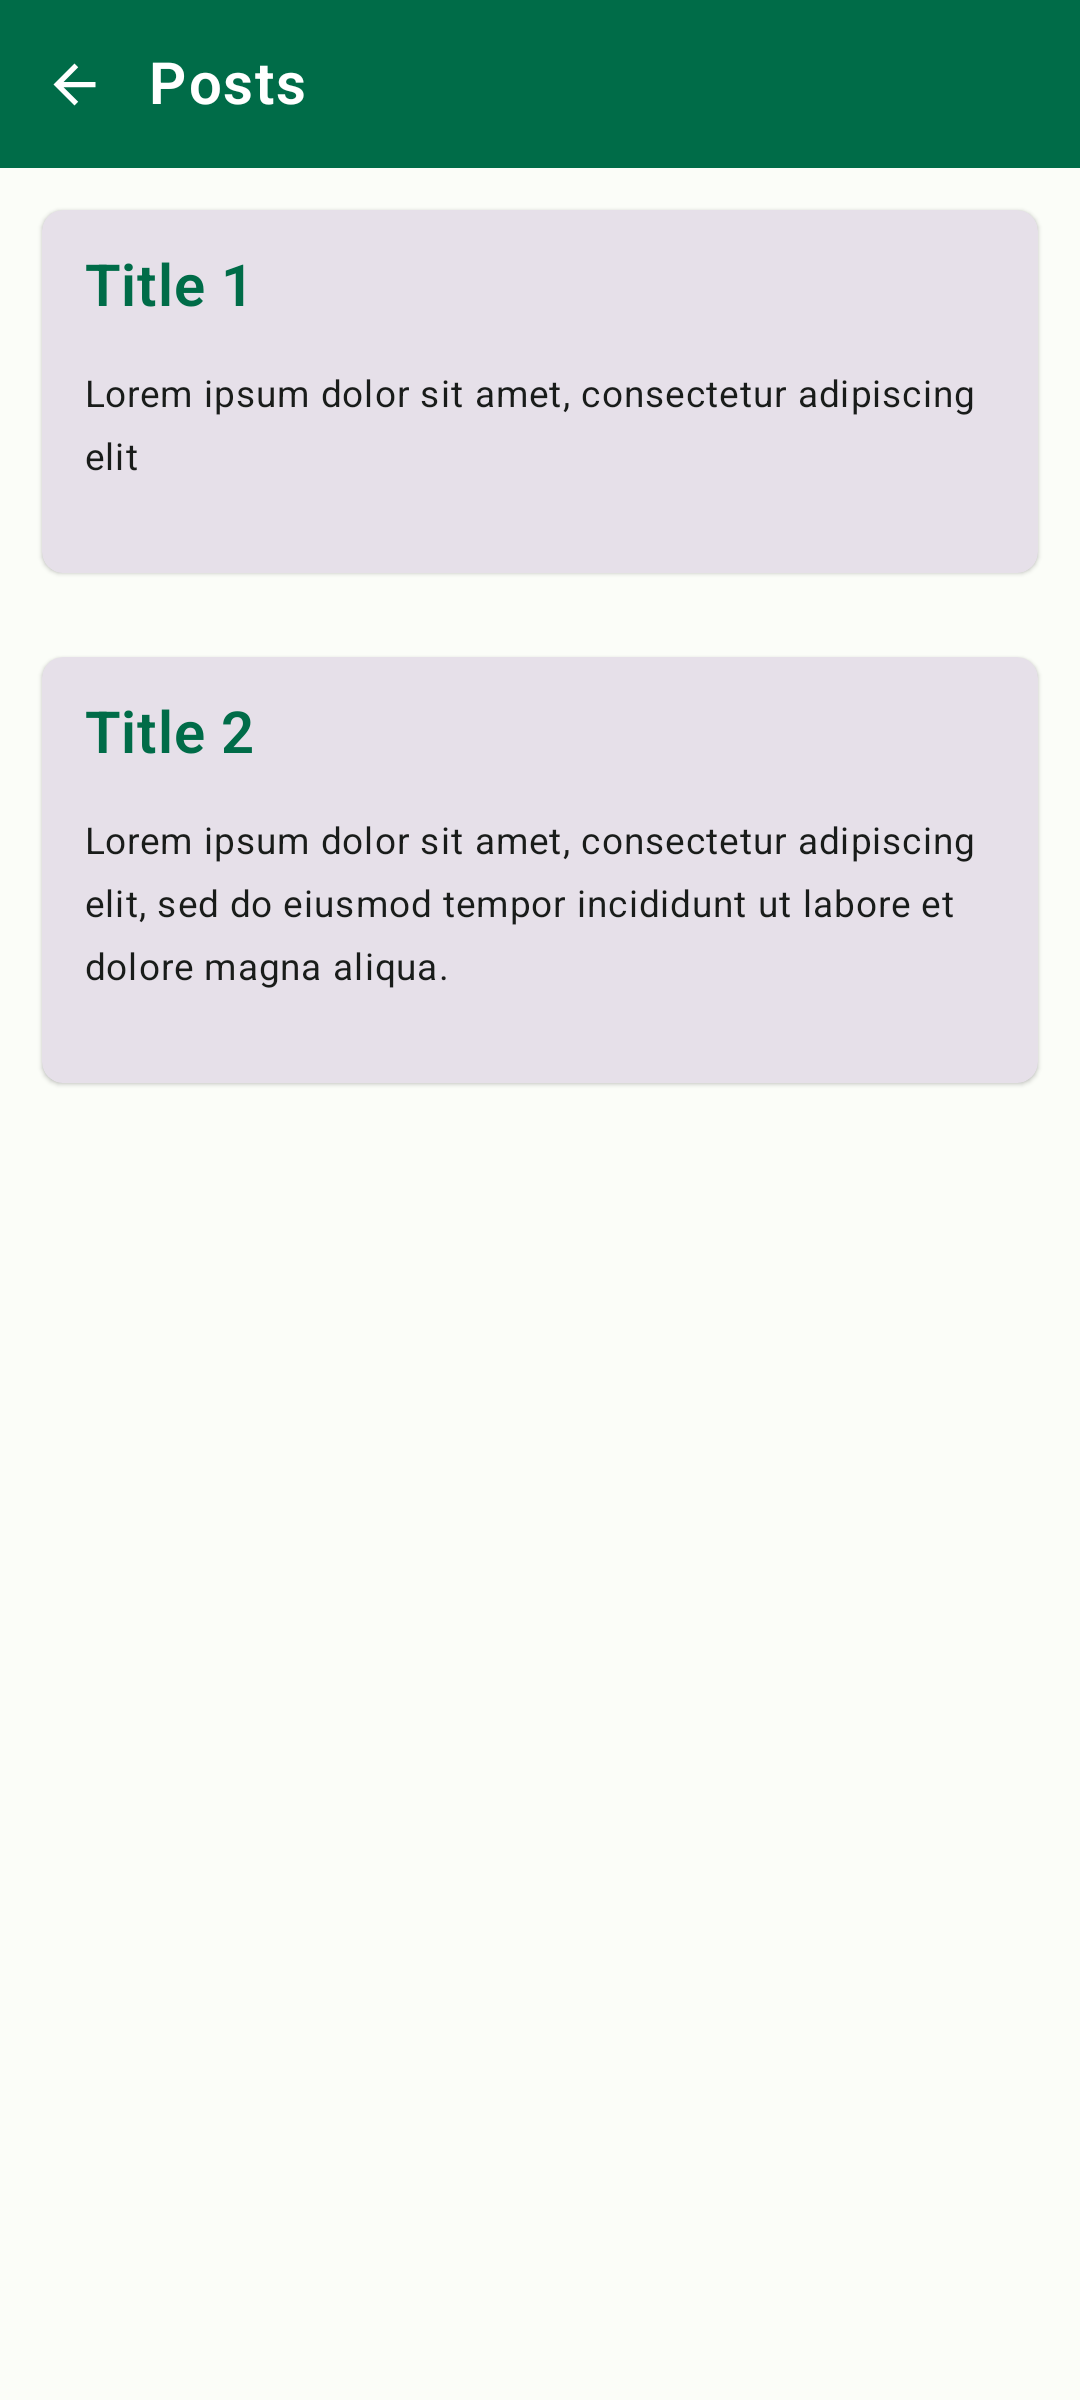 Posts
Title 1
Lorem ipsum dolor sit amet, consectetur adipiscing
elit
Title 2
Lorem ipsum dolor sit amet, consectetur adipiscing
elit, sed do eiusmod tempor incididunt ut labore et
dolore magna aliqua.